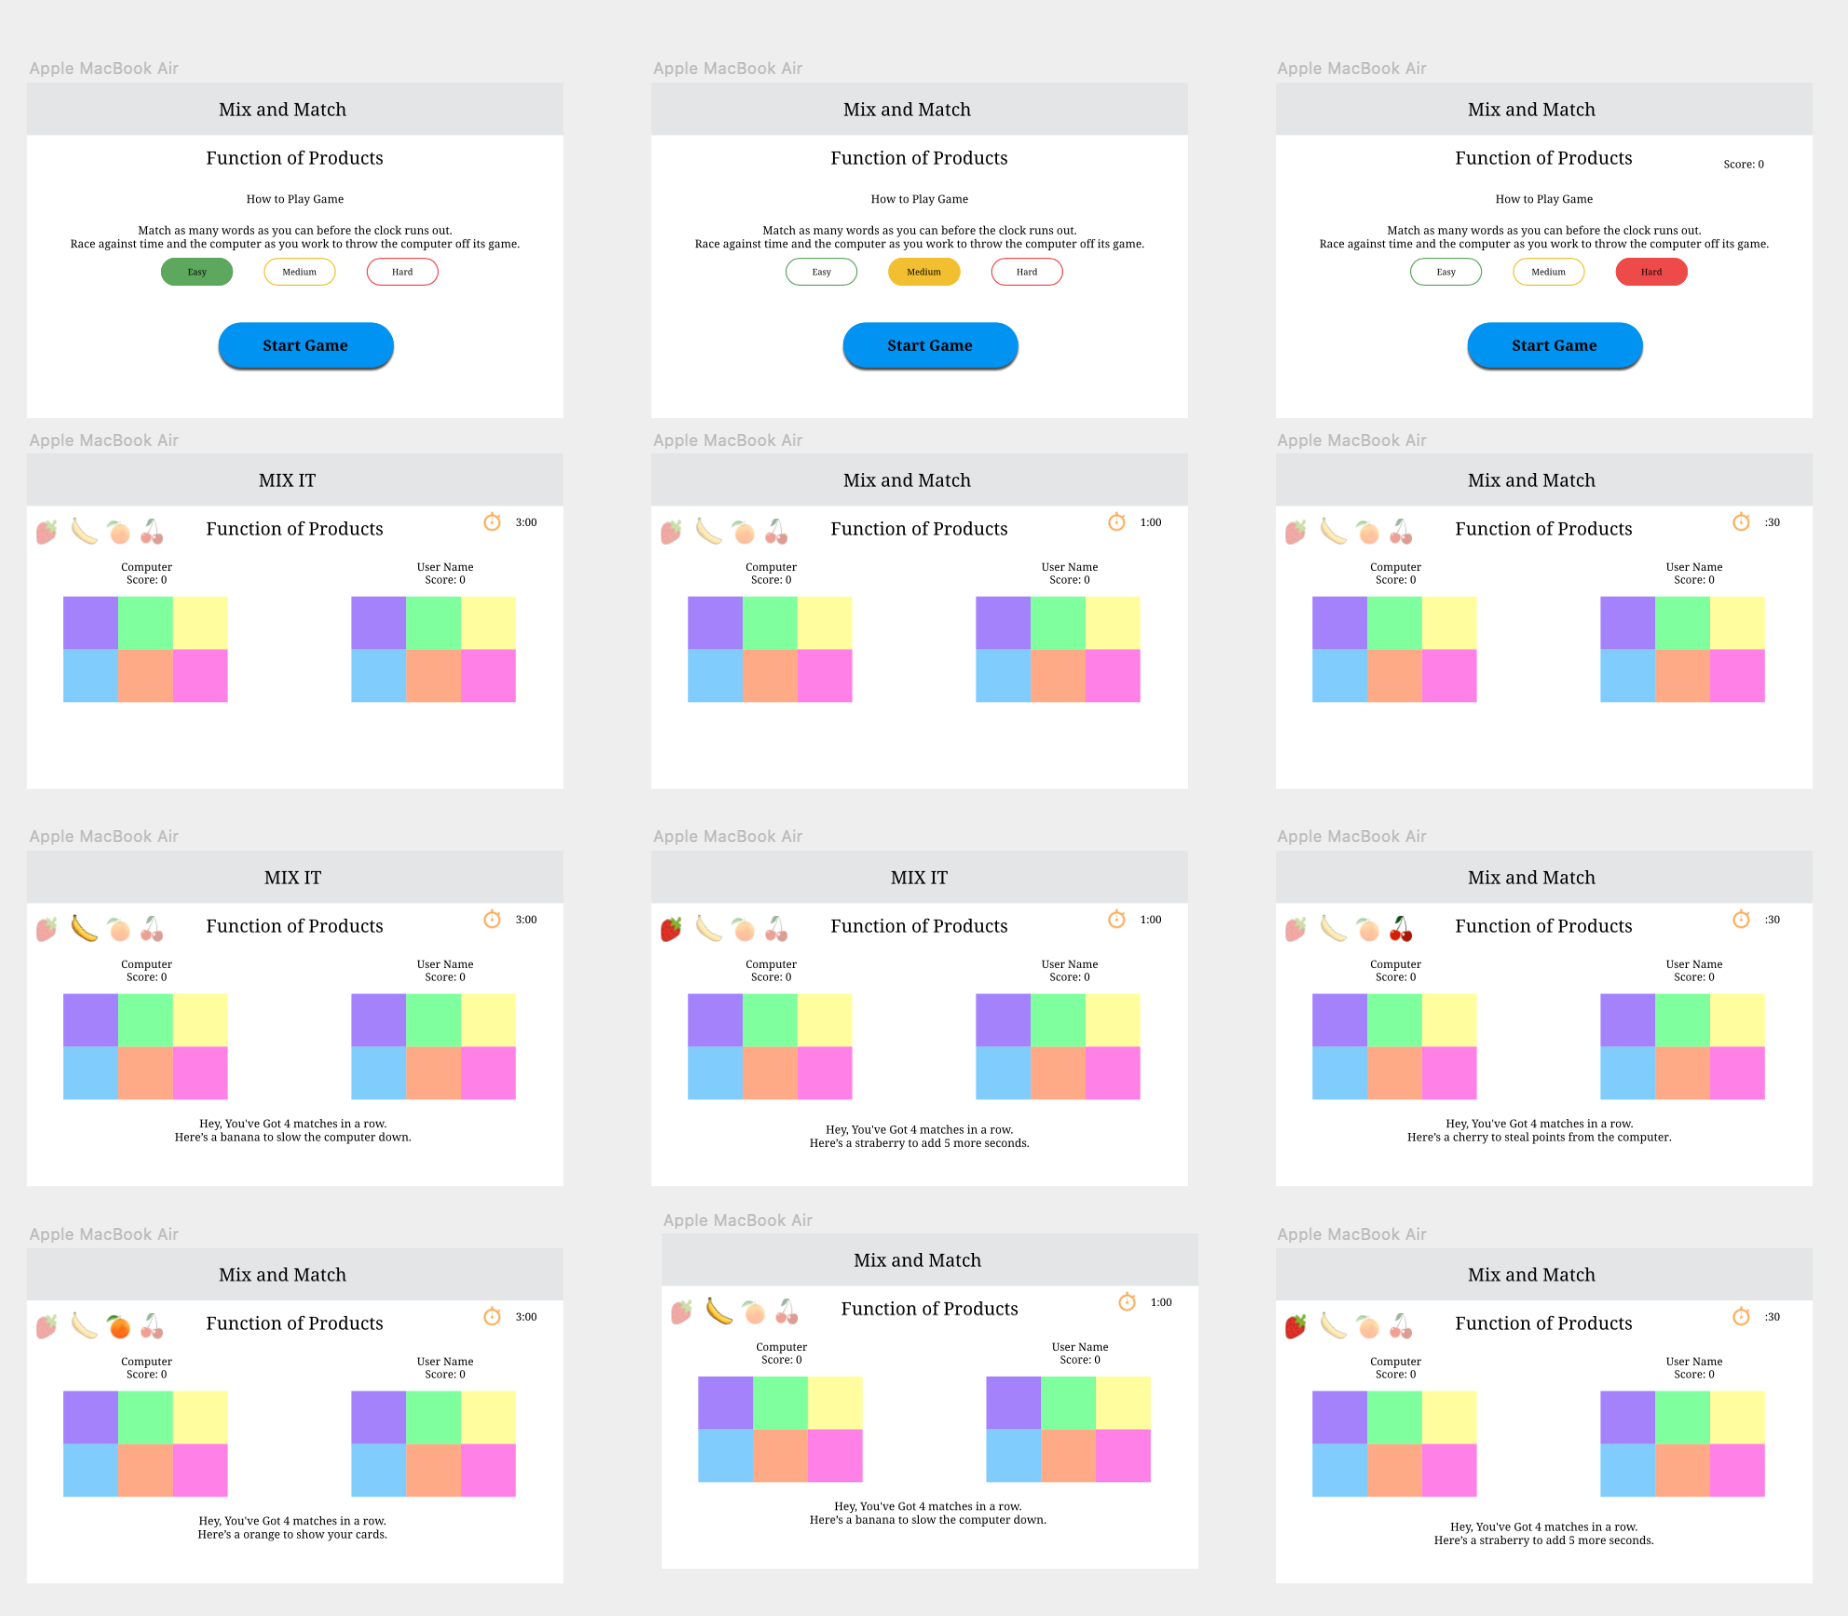 Apple MacBook Air
Mix and Match
Function of Products
How to Play Game
Match as many words as you can before the clock runs out.
Race against time and the computer as you work to throw the computer off its game.
Easy
Medium
Hard
Start Game
Apple MacBook Air
Mix and Match
Function of Products
How to Play Game
Match as many words as you can before the clock runs out.
Race against time and the computer as you work to throw the computer off its game.
Easy
Medium
Hard
Start Game
Apple MacBook Air
Mix and Match
Function of Products
Score: 0
How to Play Game
Match as many words as you can before the clock runs out.
Race against time and the computer as you work to throw the computer off its game.
Easy
Medium
Hard
Start Game
Apple MacBook Air
MIX IT
Function of Products
3:00
Computer
Score: 0
User Name
Score: 0
Apple MacBook Air
Mix and Match
Function of Products
1:00
Computer
Score: 0
User Name
Score: 0
Apple MacBook Air
Mix and Match
Function of Products
:30
Computer
Score: 0
User Name
Score: 0
Apple MacBook Air
MIX IT
Function of Products
3:00
Computer
Score: 0
User Name
Score: 0
Hey, You've Got 4 matches in a row.
Here's a banana to slow the computer down.
Apple MacBook Air
MIX IT
Function of Products
1:00
Computer
Score: 0
User Name
Score: 0
Hey, You've Got 4 matches in a row.
Here's a straberry to add 5 more seconds.
Apple MacBook Air
Mix and Match
Function of Products
:30
Computer
Score: 0
User Name
Score: 0
Hey, You've Got 4 matches in a row.
Here's a cherry to steal points from the computer.
Apple MacBook Air
Mix and Match
Function of Products
3:00
Computer
Score: 0
User Name
Score: 0
Hey, You've Got 4 matches in a row.
Here's a orange to show your cards.
Apple MacBook Air
Mix and Match
Function of Products
1:00
Computer
Score: 0
User Name
Score: 0
Hey, You've Got 4 matches in a row.
Here's a banana to slow the computer down.
Apple MacBook Air
Mix and Match
Function of Products
:30
Computer
Score: 0
User Name
Score: 0
Hey, You've Got 4 matches in a row.
Here's a straberry to add 5 more seconds.